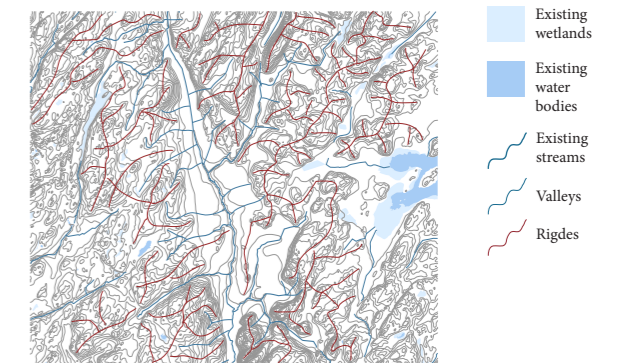 Existing
wetlands
Existing
water
bodies
Existing
streams
Valleys
Rigdes